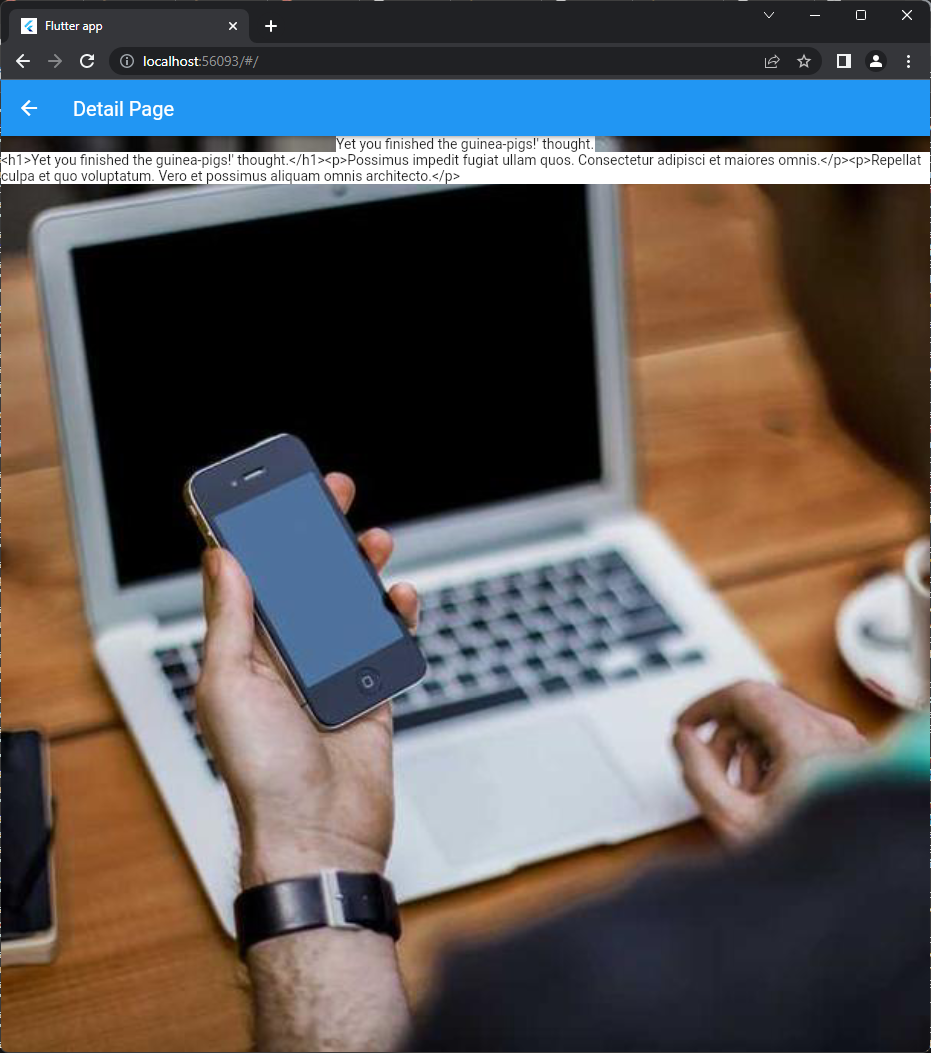 Flutter app
localhost:56093/#/
Detail Page
Yet you finished the guinea-pigs!' thought.
<h1>Yet you finished the guinea-pigs!' thought.</h1><p>Possimus impedit fugiat ullam quos. Consectetur adipisci et maiores omnis.</p><p>Repellat
culpa et quo voluptatum. Vero et possimus aliquam omnis architecto.</p>